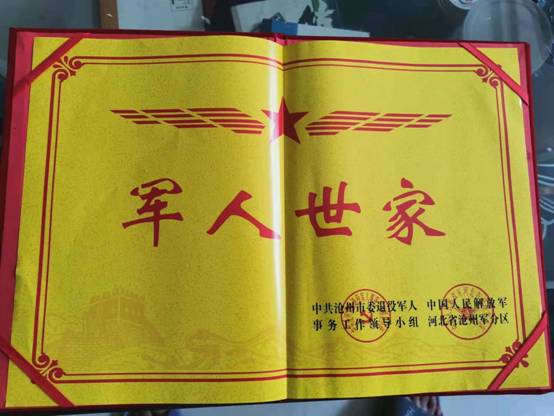 军人世家
中共沧州市委退役军人 中国人民解放军
事务工作领导小组 河北省沧州军分区